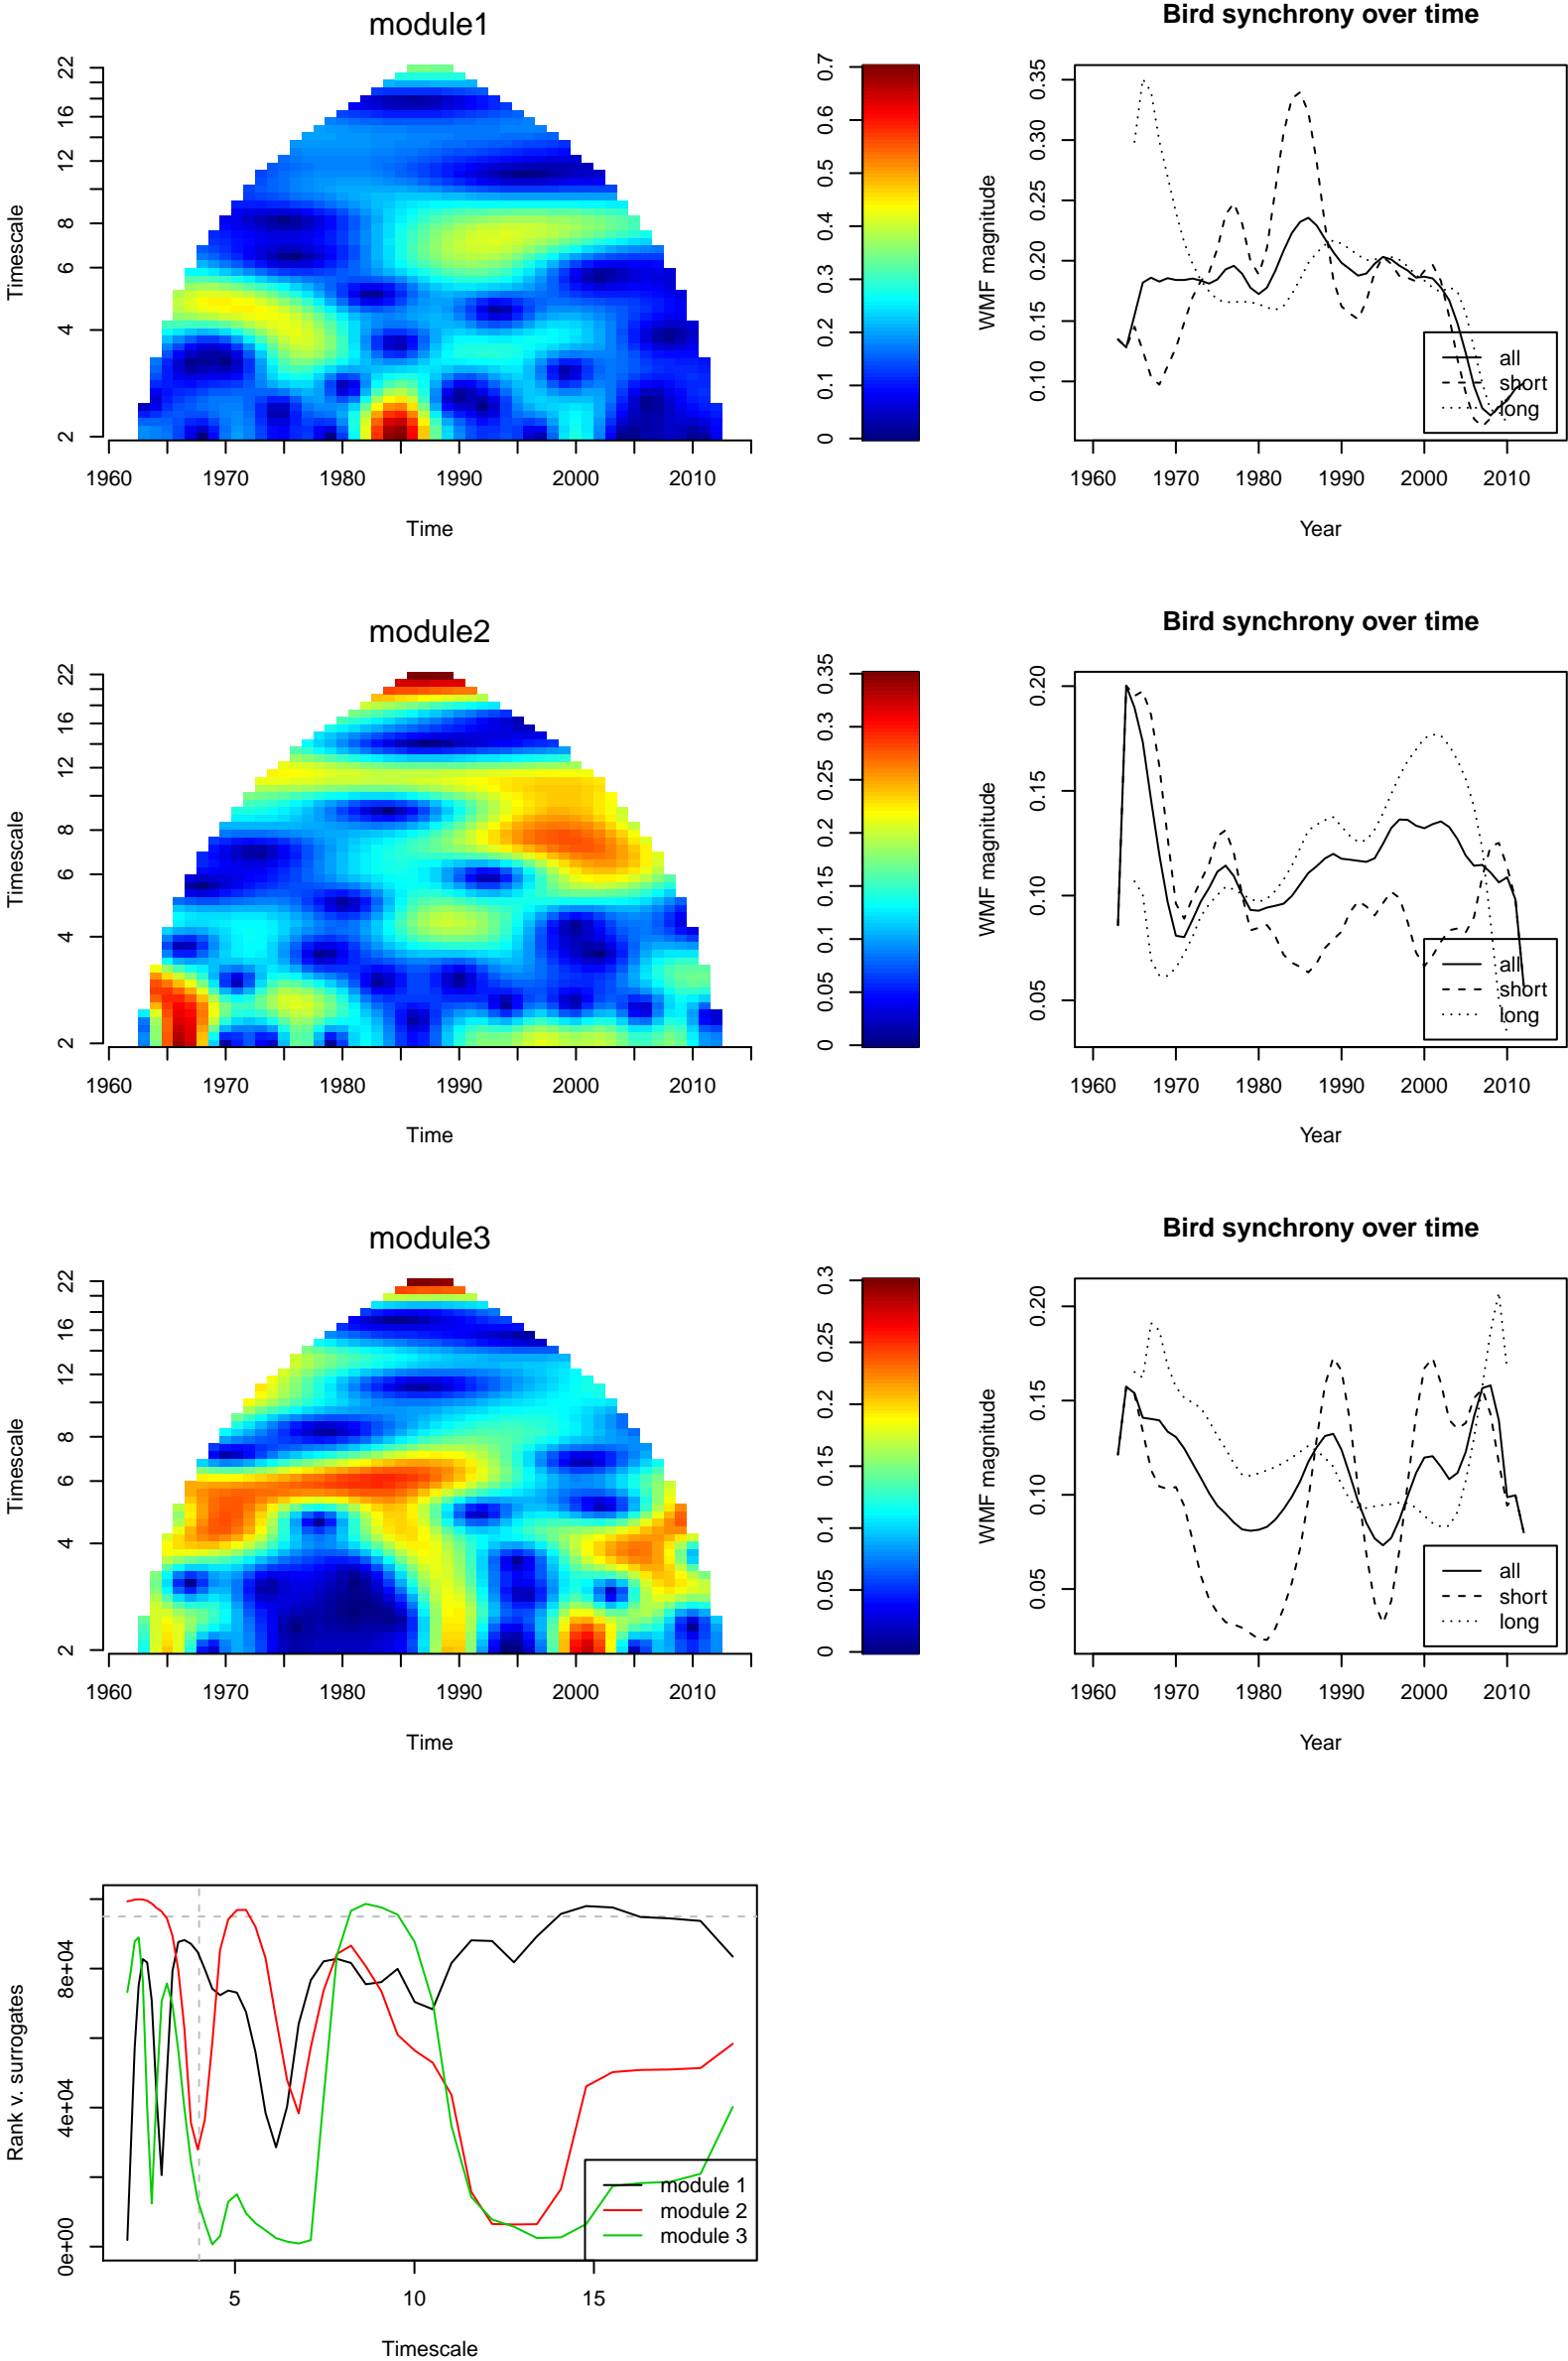 module1
Bird synchrony over time
Timescale
22
16
12
8
6
4
2
1960 1970 1980 1990 2000 2010
Time
0 0.1 0.2 0.3 0.4 0.5 0.6 0.7
WMF magnitude
0.10 0.15 0.20 0.25 0.30 0.35
all
short
long
1960 1970 1980 1990 2000 2010
Year
module2
Bird synchrony over time
Timescale
22
16
12
8
6
4
2
1960 1970 1980 1990 2000 2010
Time
0 0.05 0.1 0.15 0.2 0.25 0.3 0.35
WMF magnitude
0.05 0.10 0.15 0.20
all
short
long
1960 1970 1980 1990 2000 2010
Year
module3
Bird synchrony over time
Timescale
22
16
12
8
6
4
2
1960 1970 1980 1990 2000 2010
Time
0 0.05 0.1 0.15 0.2 0.25 0.3
WMF magnitude
0.05 0.10 0.15 0.20
all
short
long
1960 1970 1980 1990 2000 2010
Year
Rank v. surrogates
0e+00 4e+04 8e+04
module 1
module 2
module 3
5 10 15
Timescale